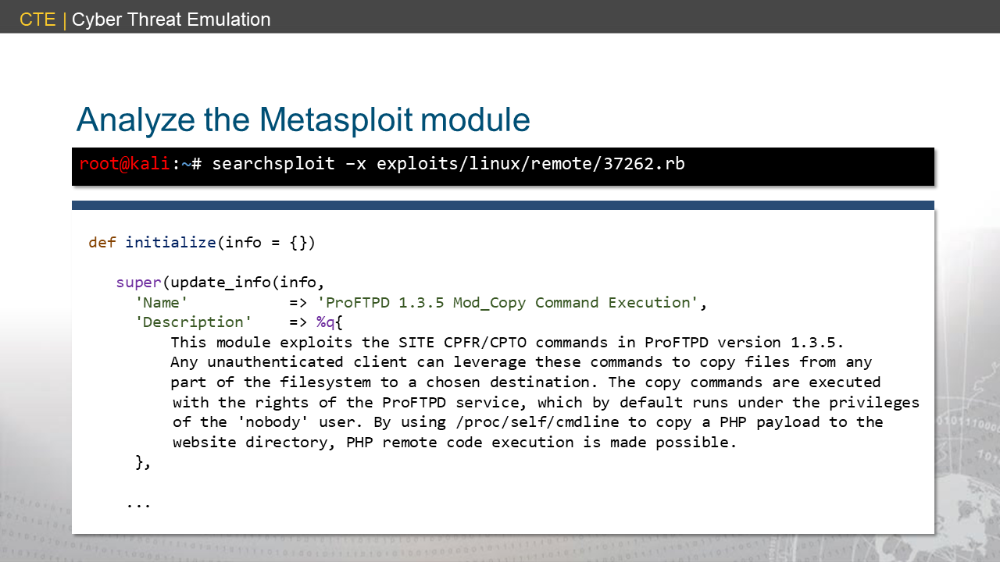 CTE | Cyber Threat Emulation
Analyze the Metasploit module
root@kali:~# searchsploit –x exploits/linux/remote/37262.rb
def initialize(info = {})
super(update_info(info,
'Name' => 'ProFTPD 1.3.5 Mod_Copy Command Execution',
'Description' => %q{
This module exploits the SITE CPFR/CPTO commands in ProFTPD version 1.3.5.
Any unauthenticated client can leverage these commands to copy files from any
part of the filesystem to a chosen destination. The copy commands are executed
with the rights of the ProFTPD service, which by default runs under the privileges
of the 'nobody' user. By using /proc/self/cmdline to copy a PHP payload to the
website directory, PHP remote code execution is made possible.
},
...